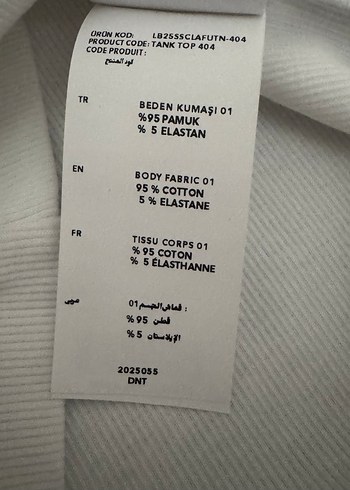 ÜRÜN KODU: LB25SSCLAFUTN-404
PRODUCT CODE: TANK TOP 404
CODE PRODUIT:
كود المنتج
TR
BEDEN KUMAŞI 01
%95 PAMUK
% 5 ELASTAN
EN
BODY FABRIC 01
95 % COTTON
5 % ELASTANE
FR
TISSU CORPS 01
% 95 COTON
% 5 ÉLASTHANNE
: قماش الجسم 01
% 95 قطن
% 5 الإيلاستان
2025055
DNT